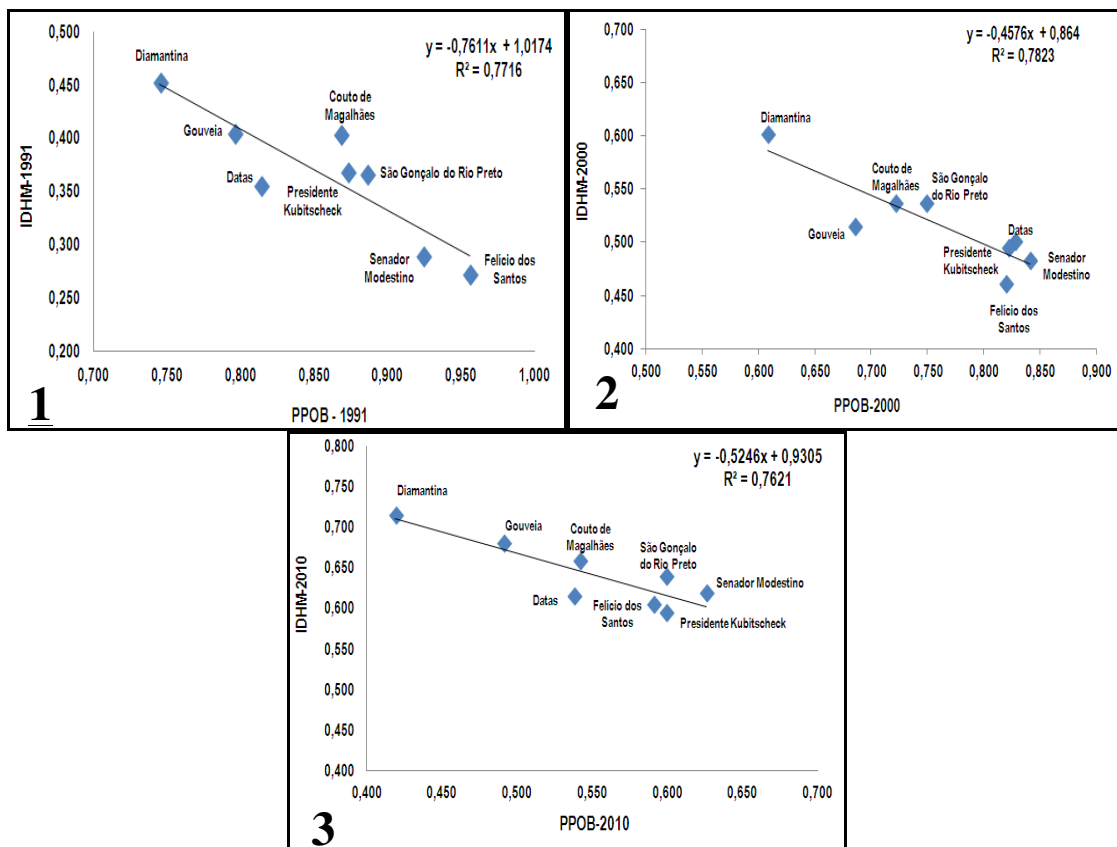 0,500
0,450
0,400
0,350
0,300
0,250
0,200
IDHM-1991
y = -0,7611x + 1,0174
R² = 0,7716
Diamantina
Couto de
Magalhães
Gouveia
Datas
São Gonçalo do Rio Preto
Presidente
Kubitscheck
Senador
Modestino
Felício dos
Santos
0,700 0,750 0,800 0,850 0,900 0,950 1,000
PPOB - 1991
1
0,700
0,650
0,600
0,550
0,500
0,450
0,400
IDHM-2000
y = -0,4576x + 0,864
R² = 0,7823
Diamantina
Couto de
Magalhães
São Gonçalo
do Rio Preto
Gouveia
Datas
Presidente
Kubitscheck
Senador
Modestino
Felício dos
Santos
0,500 0,550 0,600 0,650 0,700 0,750 0,800 0,850 0,900
PPOB-2000
2
0,800
0,750
0,700
0,650
0,600
0,550
0,500
0,450
0,400
IDHM-2010
y = -0,5246x + 0,9305
R² = 0,7621
Diamantina
Gouveia
Couto de
Magalhães
São Gonçalo
do Rio Preto
Senador Modestino
Datas
Felício dos
Santos
Presidente Kubitscheck
0,400 0,450 0,500 0,550 0,600 0,650 0,700
PPOB-2010
3